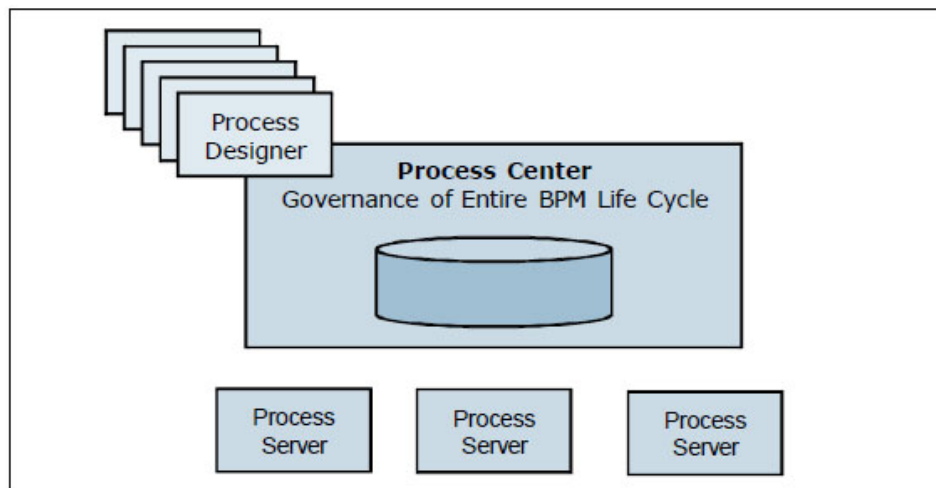 Process
Designer
Process Center
Governance of Entire BPM Life Cycle
Process
Server
Process
Server
Process
Server